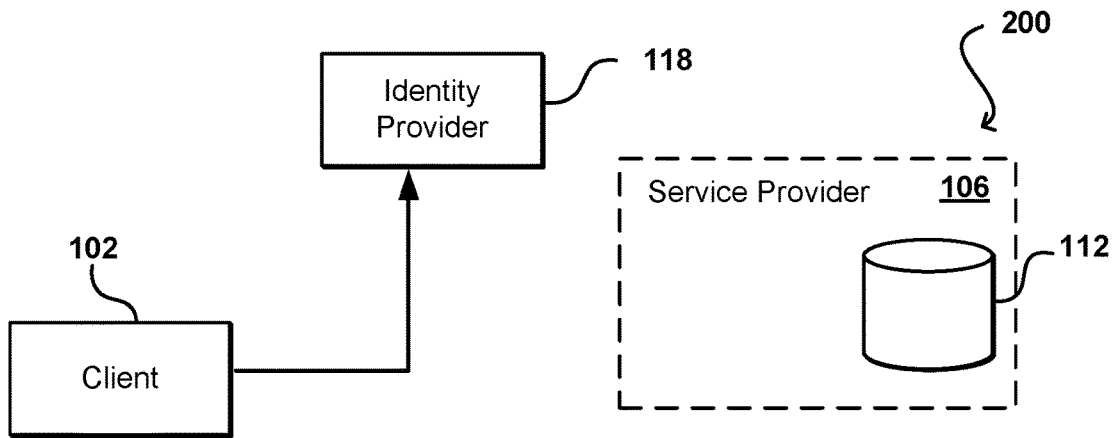 200
118
Identity
Provider
Service Provider 106
102
112
Client